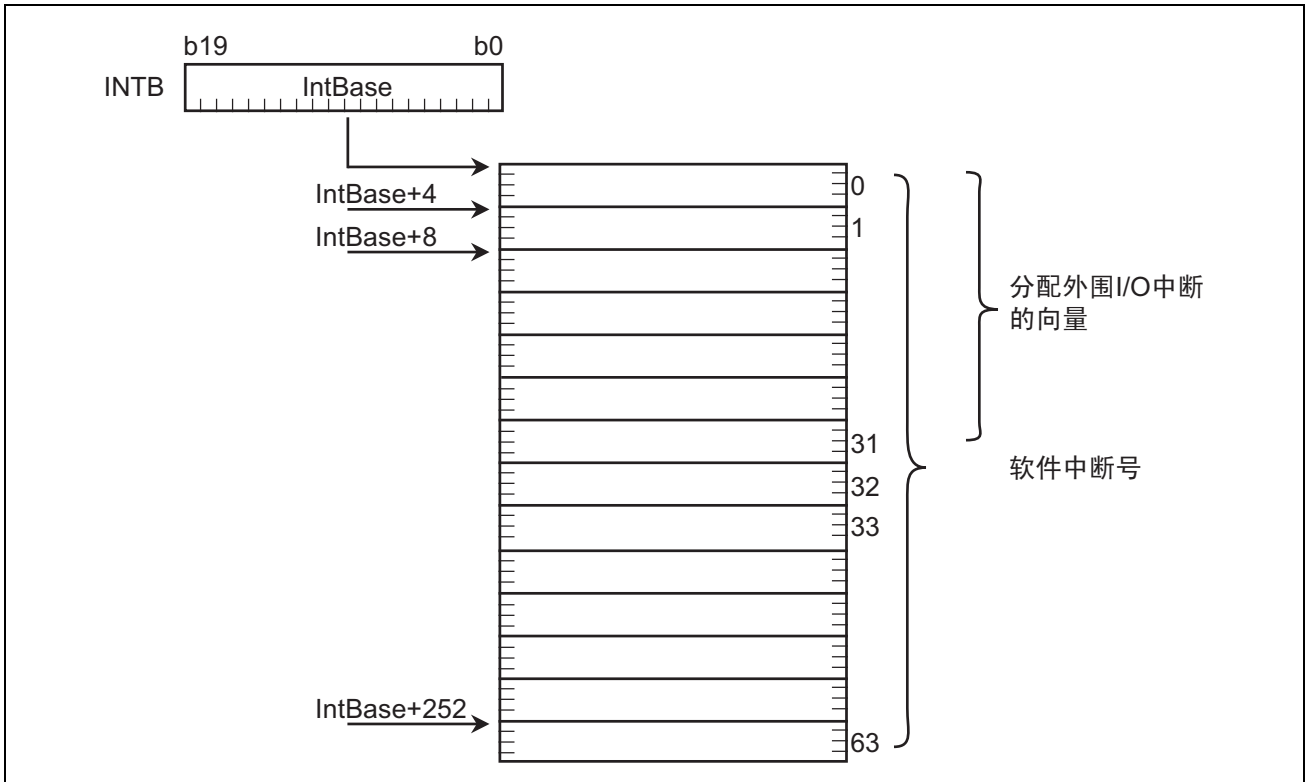 b19 b0
INTB IntBase
IntBase+4
IntBase+8
IntBase+252
0
1
31
32
33
63
分配外围I/O中断
的向量
软件中断号